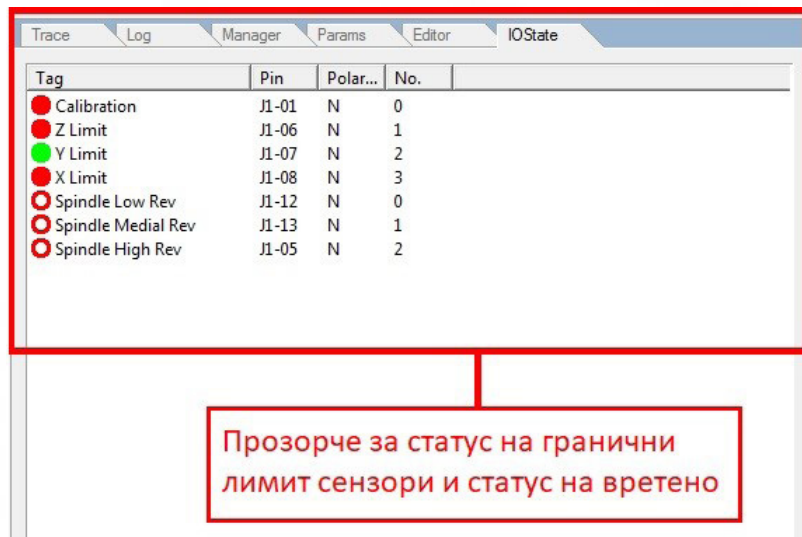 Trace Log Manager Params Editor IOState
Tag Pin Polar... No.
Calibration J1-01 N 0
Z Limit J1-06 N 1
Y Limit J1-07 N 2
X Limit J1-08 N 3
Spindle Low Rev J1-12 N 0
Spindle Medial Rev J1-13 N 1
Spindle High Rev J1-05 N 2
Прозорче за статус на гранични
лимит сензори и статус на вретено